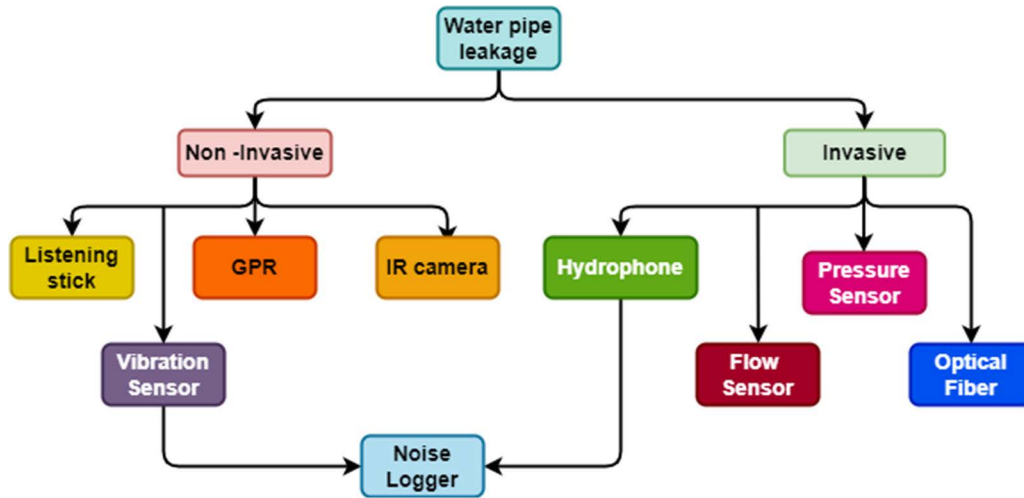 Water pipe
leakage
Non -Invasive
Invasive
Listening
stick
GPR
IR camera
Hydrophone
Pressure
Sensor
Vibration
Sensor
Flow
Sensor
Optical
Fiber
Noise
Logger